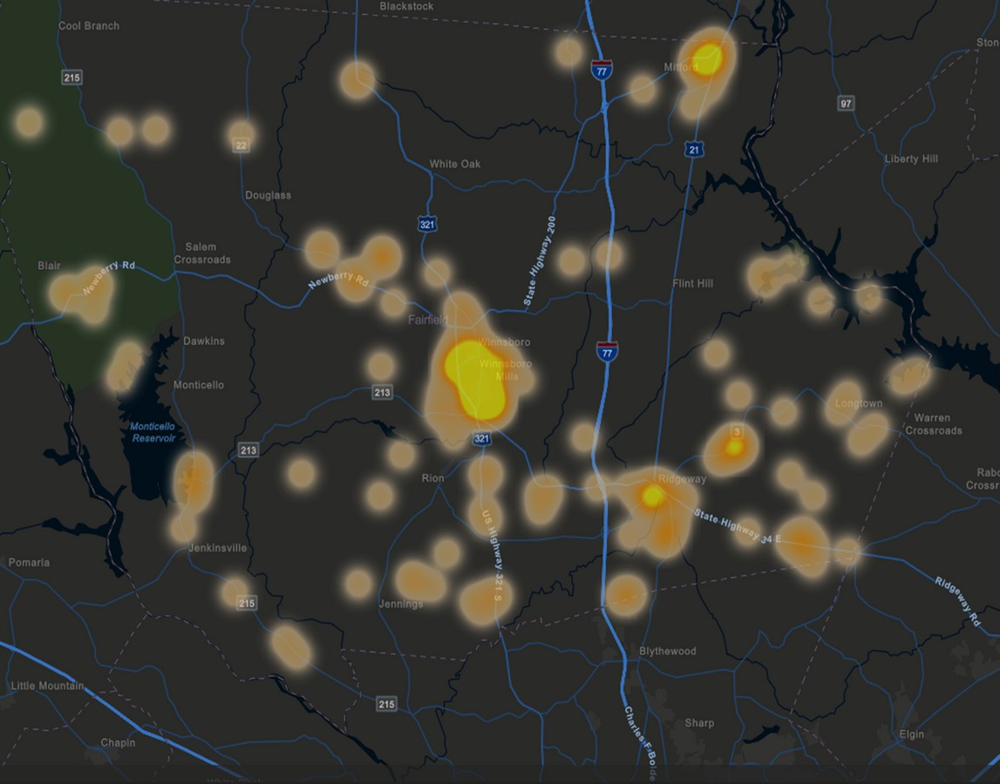 Blackstock
Cool Branch
Ston
77
Mitford
215
97
22
21
Liberty Hill
White Oak
Douglass
321
State Highway 200
Salem
Crossroads
Blair
Newberry Rd
Newberry Rd
Flint Hill
Fairfield
Dawkins
Winnsboro
77
Winnsboro
Mills
Monticello
213
Longtown
Warren
Crossroads
Monticello
Reservoir
3
321
213
Rabo
Crossr
Rion
Ridgeway
State Highway 34 E
US Highway 321 S
Jenkinsville
Pomaria
215
Jennings
Ridgeway Rd
Blythewood
Little Mountain
215
Charles F Bolde
Sharp
Elgin
Chapin